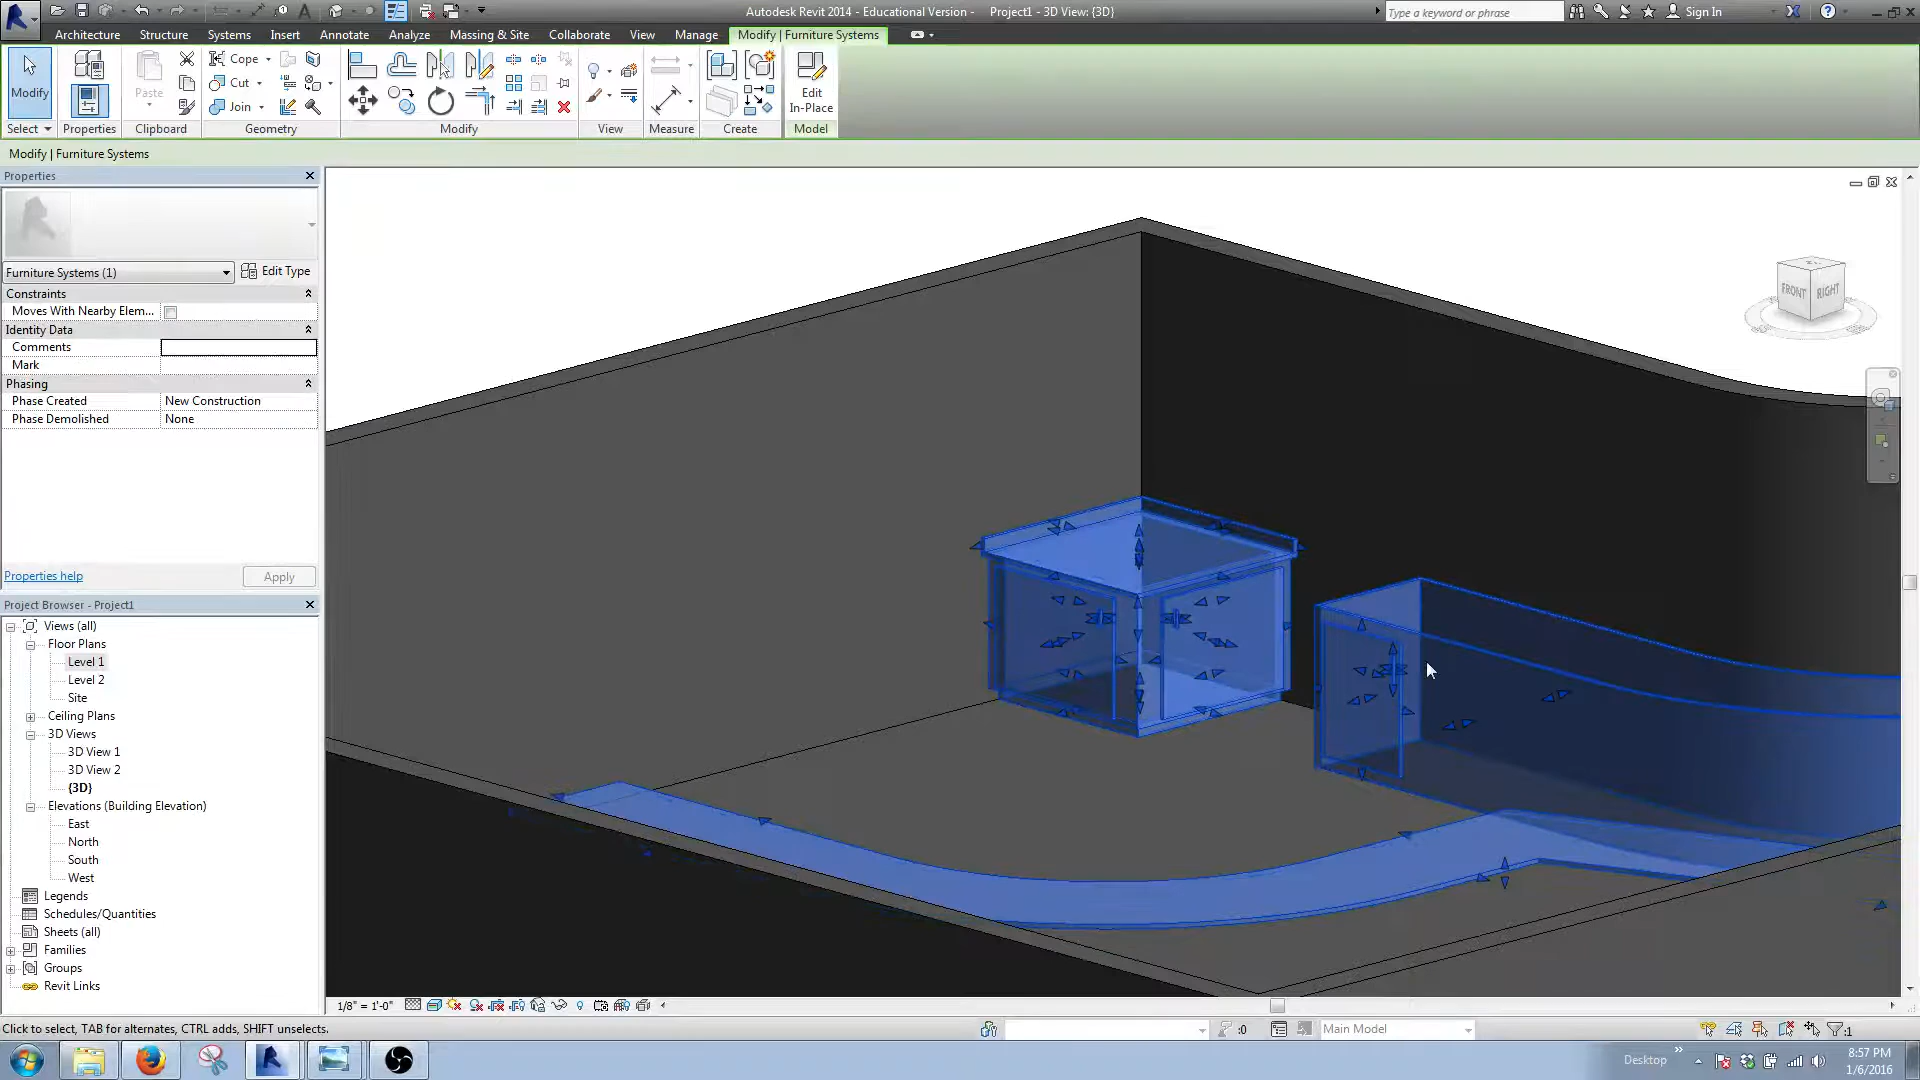 Autodesk Revit 2014 - Educational Version -    Project1 - 3D View: {3D}
Type a keyword or phrase
Sign In
Architecture Structure Systems Insert Annotate Analyze Massing & Site Collaborate View Manage Modify | Furniture Systems
Modify
Paste
Cope
Cut
Join
Edit
In-Place
Select Properties Clipboard Geometry Modify View Measure Create Model
Modify | Furniture Systems
Properties
Furniture Systems (1)
Edit Type
Constraints
Moves With Nearby Elem...
Identity Data
Comments
Mark
Phasing
Phase Created New Construction
Phase Demolished None
Properties help
Apply
Project Browser - Project1
Views (all)
Floor Plans
Level 1
Level 2
Site
Ceiling Plans
3D Views
3D View 1
3D View 2
{3D}
Elevations (Building Elevation)
East
North
South
West
Legends
Schedules/Quantities
Sheets (all)
Families
Groups
Revit Links
FRONT
RIGHT
1/8" = 1'-0"
Click to select, TAB for alternates, CTRL adds, SHIFT unselects.
:0
Main Model
:1
Desktop
8:57 PM
1/6/2016